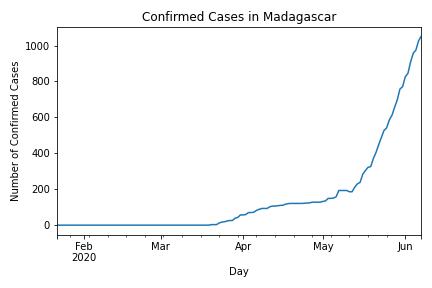 Confirmed Cases in Madagascar
Number of Confirmed Cases
1000
800
600
400
200
0
Feb Mar Apr May Jun
2020
Day